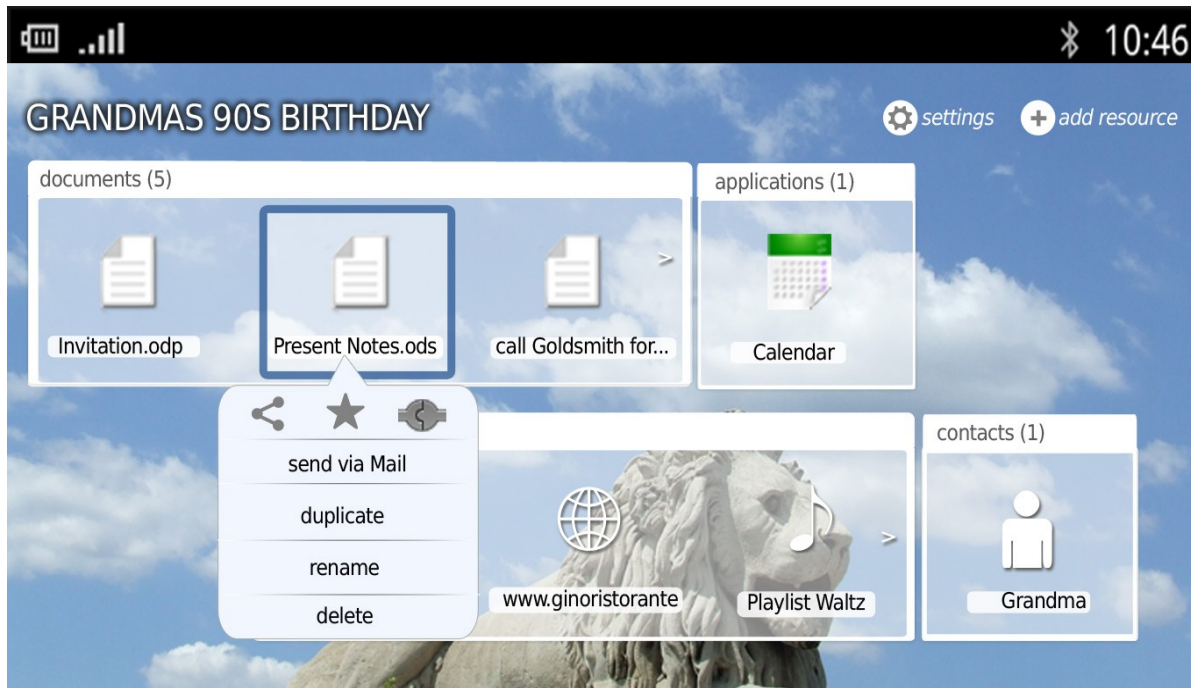 10:46
GRANDMAS 90S BIRTHDAY
settings
add resource
documents (5)
applications (1)
Invitation.odp
Present Notes.ods
call Goldsmith for...
>
Calendar
contacts (1)
send via Mail
duplicate
rename
delete
www.ginoristorante
Playlist Waltz
>
Grandma